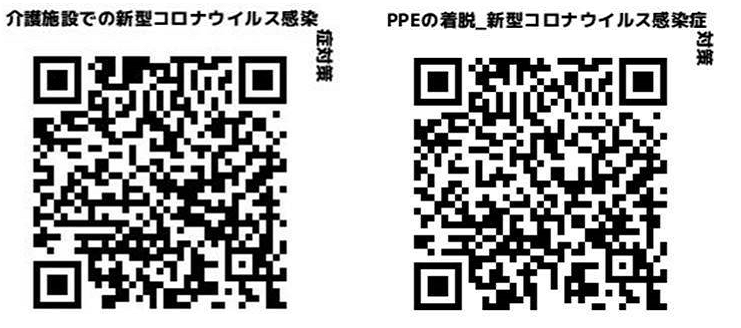 介護施設での新型コロナウイルス感染
症対策
PPEの着脱_新型コロナウイルス感染症
対策